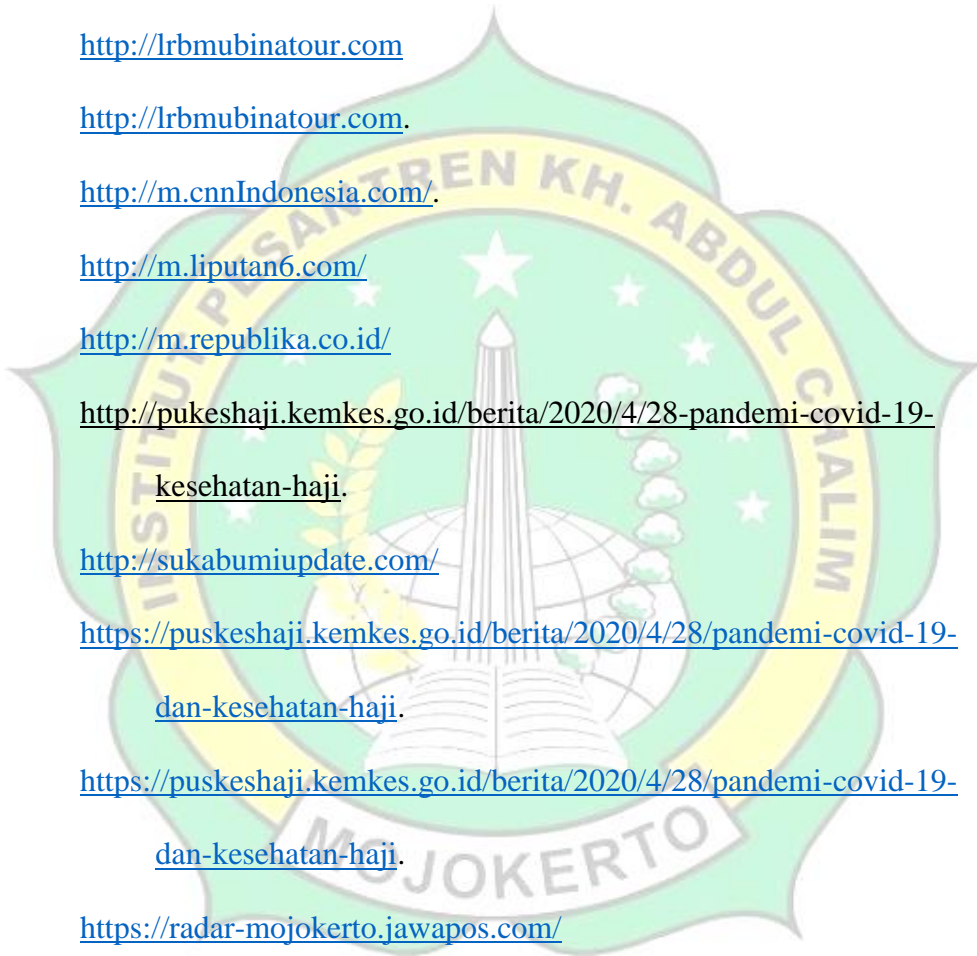 http://lrbmubinatour.com
http://lrbmubinatour.com.
http://m.cnnIndonesia.com/.
http://m.liputan6.com/
http://m.republika.co.id/
http://pukeshaji.kemkes.go.id/berita/2020/4/28-pandemi-covid-19-
kesehatan-haji.
http://sukabumiupdate.com/
https://puskeshaji.kemkes.go.id/berita/2020/4/28/pandemi-covid-19-
dan-kesehatan-haji.
https://puskeshaji.kemkes.go.id/berita/2020/4/28/pandemi-covid-19-
dan-kesehatan-haji.
https://radar-mojokerto.jawapos.com/
INSTITUT PESANTREN KH. ABDUL CHALIM
MOJOKERTO